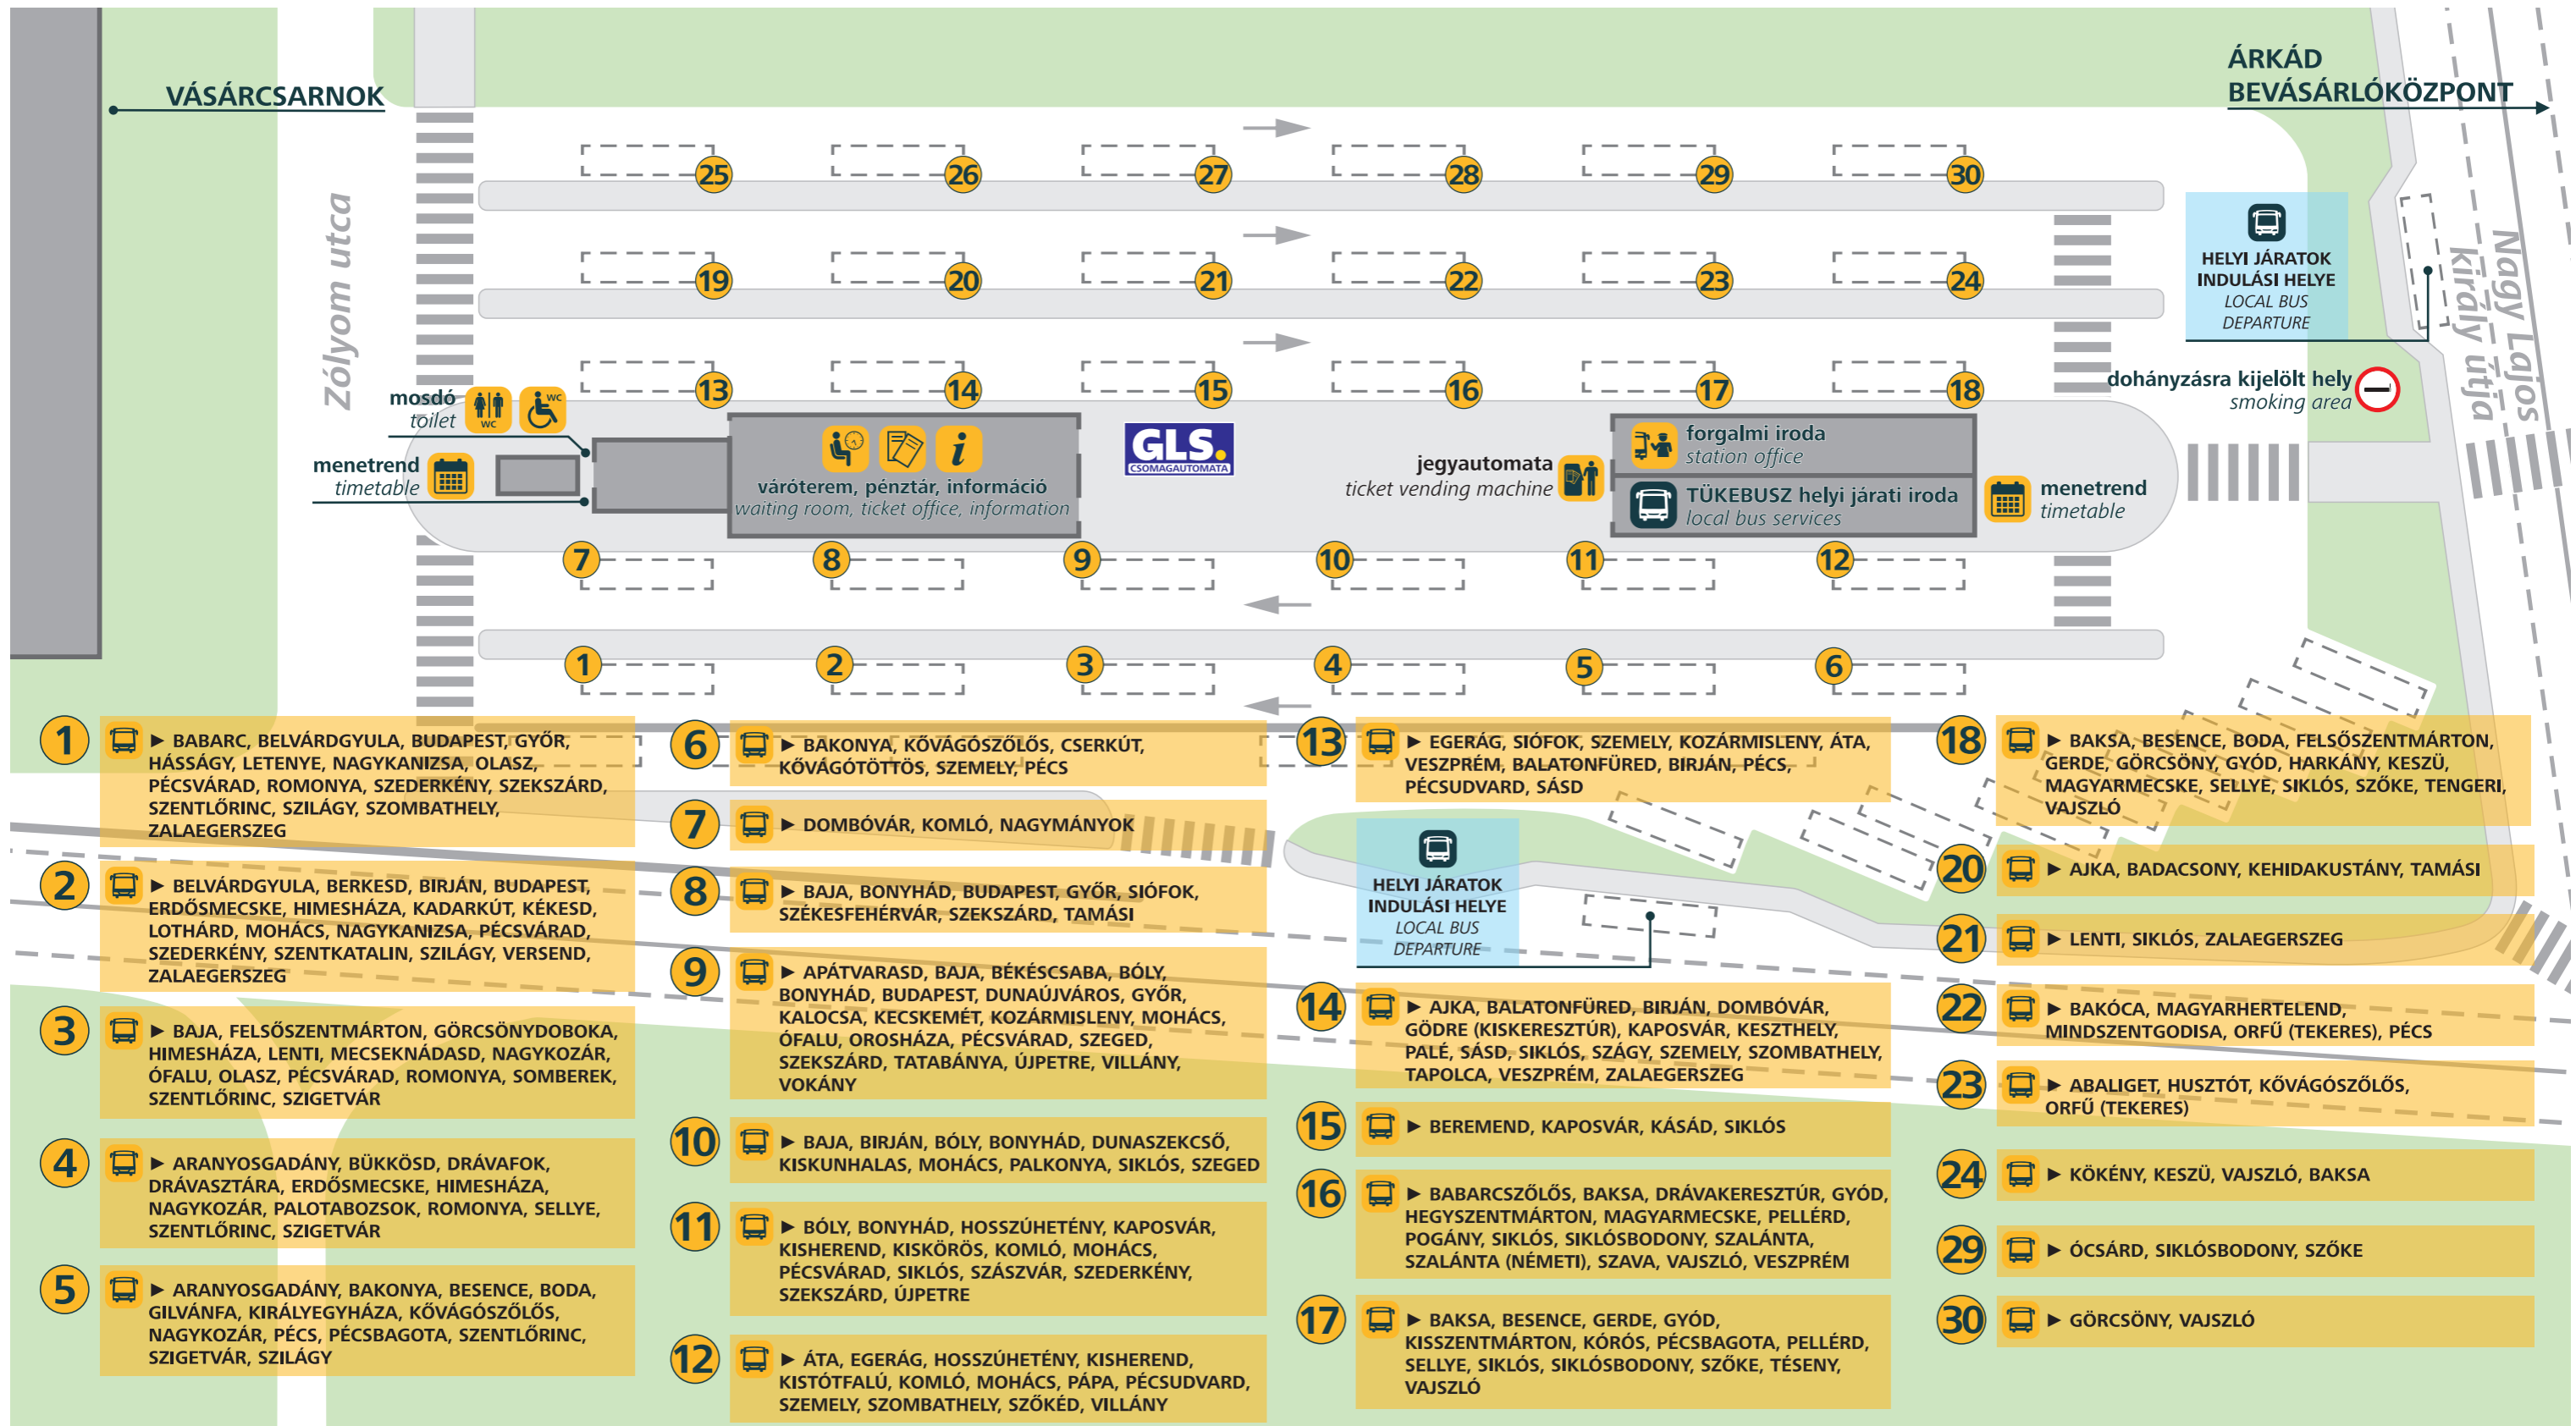 VÁSÁRCSARNOK
ÁRKÁD
BEVÁSÁRLÓKÖZPONT
Zólyom utca
Nagy Lajos
király útja
25
26
27
28
29
30
19
20
21
22
23
24
HELYI JÁRATOK
INDULÁSI HELYE
LOCAL BUS
DEPARTURE
13
14
15
16
17
18
mosdó
toilet
WC
WC
menetrend
timetable
váróterem, pénztár, információ
waiting room, ticket office, information
GLS.
CSOMAGAUTOMATA
jegyautomata
ticket vending machine
forgalmi iroda
station office
TÜKEBUSZ helyi járati iroda
local bus services
menetrend
timetable
dohányzásra kijelölt hely
smoking area
7
8
9
10
11
12
1
2
3
4
5
6
1
► BABARC, BELVÁRDGYULA, BUDAPEST, GYŐR,
HÁSSÁGY, LETENYE, NAGYKANIZSA, OLASZ,
PÉCSVÁRAD, ROMONYA, SZEDERKÉNY, SZEKSZÁRD,
SZENTLŐRINC, SZILÁGY, SZOMBATHELY,
ZALAEGERSZEG
2
► BELVÁRDGYULA, BERKESD, BIRJÁN, BUDAPEST,
ERDŐSMECSKE, HIMESHÁZA, KADARKÚT, KÉKESD,
LOTHÁRD, MOHÁCS, NAGYKANIZSA, PÉCSVÁRAD,
SZEDERKÉNY, SZENTKATALIN, SZILÁGY, VERSEND,
ZALAEGERSZEG
3
► BAJA, FELSŐSZENTMÁRTON, GÖRCSÖNYDOBOKA,
HIMESHÁZA, LENTI, MECSEKNÁDASD, NAGYKOZÁR,
ÓFALU, OLASZ, PÉCSVÁRAD, ROMONYA, SOMBEREK,
SZENTLŐRINC, SZIGETVÁR
4
► ARANYOSGADÁNY, BÜKKÖSD, DRÁVAFOK,
DRÁVASZTÁRA, ERDŐSMECSKE, HIMESHÁZA,
NAGYKOZÁR, PALOTABOZSOK, ROMONYA, SELLYE,
SZENTLŐRINC, SZIGETVÁR
5
► ARANYOSGADÁNY, BAKONYA, BESENCE, BODA,
GILVÁNFA, KIRÁLYEGYHÁZA, KŐVÁGÓSZŐLŐS,
NAGYKOZÁR, PÉCS, PÉCSBAGOTA, SZENTLŐRINC,
SZIGETVÁR, SZILÁGY
6
► BAKONYA, KŐVÁGÓSZŐLŐS, CSERKÚT,
KŐVÁGÓTÖTTÖS, SZEMELY, PÉCS
7
► DOMBÓVÁR, KOMLÓ, NAGYMÁNYOK
8
► BAJA, BONYHÁD, BUDAPEST, GYŐR, SIÓFOK,
SZÉKESFEHÉRVÁR, SZEKSZÁRD, TAMÁSI
9
► APÁTVARASD, BAJA, BÉKÉSCSABA, BÓLY,
BONYHÁD, BUDAPEST, DUNAÚJVÁROS, GYŐR,
KALOCSA, KECSKEMÉT, KOZÁRMISLENY, MOHÁCS,
ÓFALU, OROSHÁZA, PÉCSVÁRAD, SZEGED,
SZEKSZÁRD, TATABÁNYA, ÚJPETRE, VILLÁNY,
VOKÁNY
10
► BAJA, BIRJÁN, BÓLY, BONYHÁD, DUNASZEKCSŐ,
KISKUNHALAS, MOHÁCS, PALKONYA, SIKLÓS, SZEGED
11
► BÓLY, BONYHÁD, HOSSZÚHETÉNY, KAPOSVÁR,
KISHEREND, KISKÖRÖS, KOMLÓ, MOHÁCS,
PÉCSVÁRAD, SIKLÓS, SZÁSZVÁR, SZEDERKÉNY,
SZEKSZÁRD, ÚJPETRE
12
► ÁTA, EGERÁG, HOSSZÚHETÉNY, KISHEREND,
KISTÓTFALÚ, KOMLÓ, MOHÁCS, PÁPA, PÉCSUDVARD,
SZEMELY, SZOMBATHELY, SZŐKÉD, VILLÁNY
13
► EGERÁG, SIÓFOK, SZEMELY, KOZÁRMISLENY, ÁTA,
VESZPRÉM, BALATONFÜRED, BIRJÁN, PÉCS,
PÉCSUDVARD, SÁSD
HELYI JÁRATOK
INDULÁSI HELYE
LOCAL BUS
DEPARTURE
14
► AJKA, BALATONFÜRED, BIRJÁN, DOMBÓVÁR,
GÖDRE (KISKERESZTÚR), KAPOSVÁR, KESZTHELY,
PALÉ, SÁSD, SIKLÓS, SZÁGY, SZEMELY, SZOMBATHELY,
TAPOLCA, VESZPRÉM, ZALAEGERSZEG
15
► BEREMEND, KAPOSVÁR, KÁSÁD, SIKLÓS
16
► BABARCSZŐLŐS, BAKSA, DRÁVAKERESZTÚR, GYÓD,
HEGYSZENTMÁRTON, MAGYARMECSKE, PELLÉRD,
POGÁNY, SIKLÓS, SIKLÓSBODONY, SZALÁNTA,
SZALÁNTA (NÉMETI), SZAVA, VAJSZLÓ, VESZPRÉM
17
► BAKSA, BESENCE, GERDE, GYÓD,
KISSZENTMÁRTON, KÓRÓS, PÉCSBAGOTA, PELLÉRD,
SELLYE, SIKLÓS, SIKLÓSBODONY, SZŐKE, TÉSENY,
VAJSZLÓ
18
► BAKSA, BESENCE, BODA, FELSŐSZENTMÁRTON,
GERDE, GÖRCSÖNY, GYÓD, HARKÁNY, KESZÜ,
MAGYARMECSKE, SELLYE, SIKLÓS, SZŐKE, TENGERI,
VAJSZLÓ
20
► AJKA, BADACSONY, KEHIDAKUSTÁNY, TAMÁSI
21
► LENTI, SIKLÓS, ZALAEGERSZEG
22
► BAKÓCA, MAGYARHERTELEND,
MINDSZENTGODISA, ORFŰ (TEKERES), PÉCS
23
► ABALIGET, HUSZTÓT, KŐVÁGÓSZŐLŐS,
ORFŰ (TEKERES)
24
► KÖKÉNY, KESZÜ, VAJSZLÓ, BAKSA
29
► ÓCSÁRD, SIKLÓSBODONY, SZŐKE
30
► GÖRCSÖNY, VAJSZLÓ